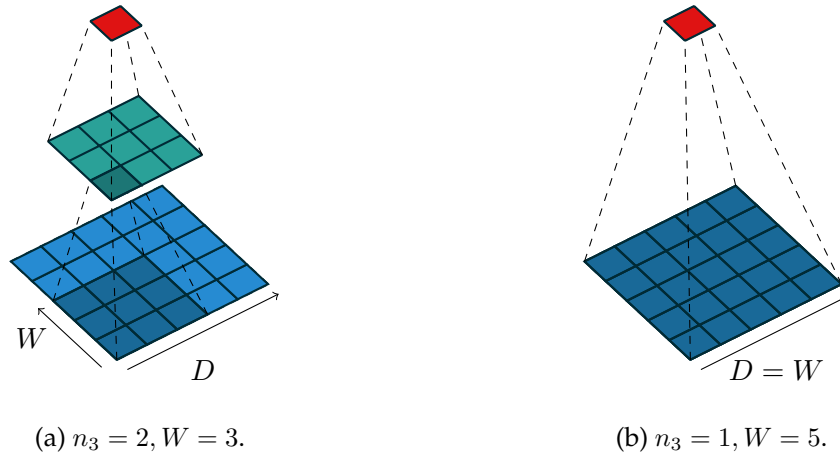 W
D
D = W
(a) n₃ = 2, W = 3.
(b) n₃ = 1, W = 5.